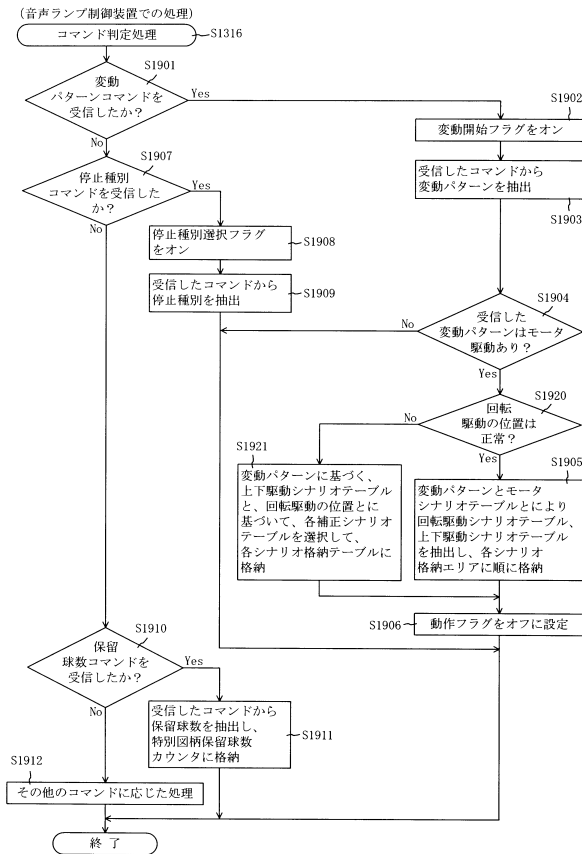 (音声ランプ制御装置での処理)
コマンド判定処理
S1316
S1901
変動
パターンコマンドを
受信したか?
Yes
No
S1902
変動開始フラグをオン
受信したコマンドから
変動パターンを抽出
S1903
S1907
停止種別
コマンドを受信した
か?
Yes
No
停止種別選択フラグ
をオン
S1908
受信したコマンドから
停止種別を抽出
S1909
S1904
受信した
変動パターンはモータ
駆動あり?
No
Yes
S1920
回転
駆動の位置は
正常?
No
Yes
S1921
変動パターンに基づく、
上下駆動シナリオテーブル
と、回転駆動の位置とに
基づいて、各補正シナリオ
テーブルを選択して、
各シナリオ格納テーブルに
格納
S1905
変動パターンとモータ
シナリオテーブルとにより
回転駆動シナリオテーブル、
上下駆動シナリオテーブル
を抽出し、各シナリオ
格納エリアに順に格納
S1906
動作フラグをオフに設定
S1910
保留
球数コマンドを
受信したか?
Yes
No
受信したコマンドから
保留球数を抽出し、
特別図柄保留球数
カウンタに格納
S1911
S1912
その他のコマンドに応じた処理
終了